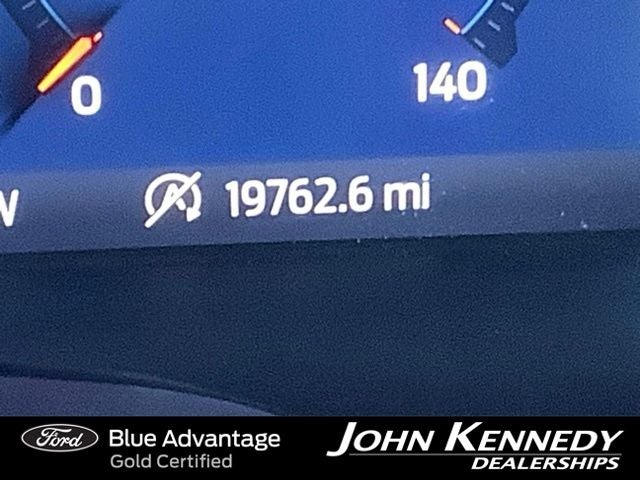 0
140
W
19762.6 mi
Ford
Blue Advantage
Gold Certified
JOHN KENNEDY
DEALERSHIPS